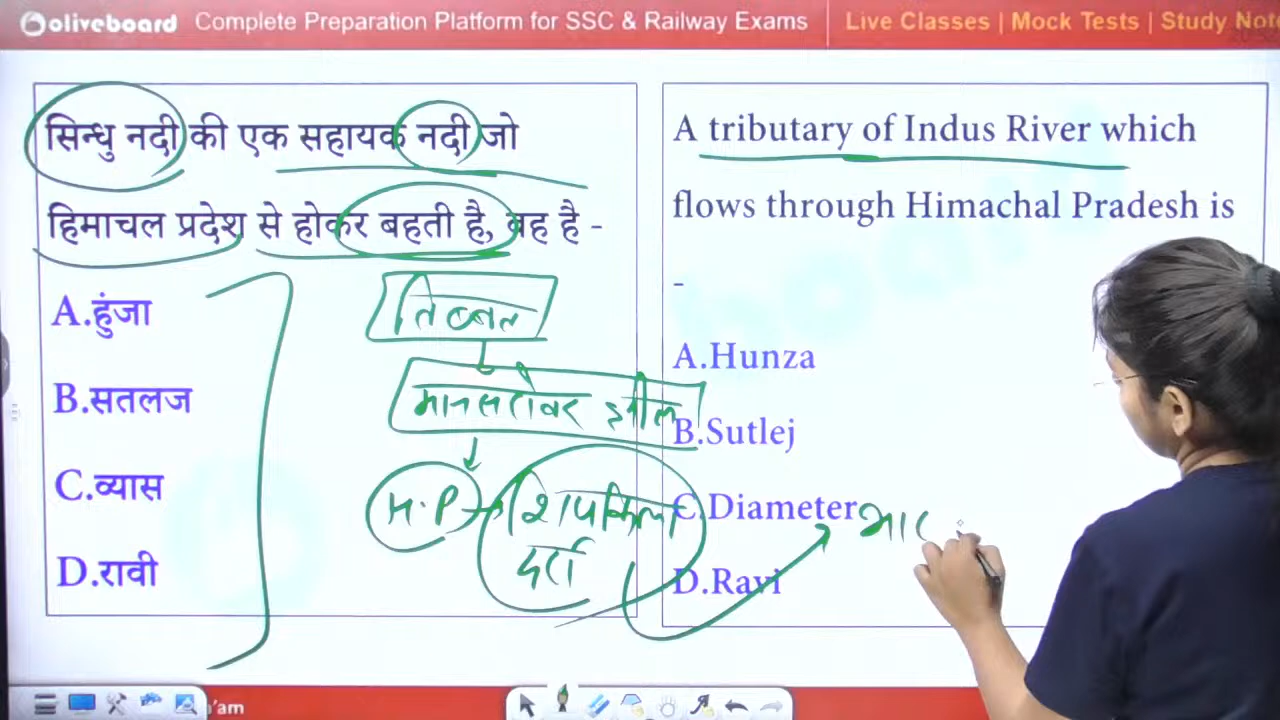 oliveboard Complete Preparation Platform for SSC & Railway Exams Live Classes | Mock Tests | Study Note
सिन्धु नदी की एक सहायक नदी जो
हिमाचल प्रदेश से होकर बहती है, वह है -
A.हुंजा
B.सतलज
C.व्यास
D.रावी
तिब्बत
मानसरोवर झील
H.P
शिपकिला
दर्रा
A tributary of Indus River which
flows through Himachal Pradesh is
-
A.Hunza
B.Sutlej
C.Diameter
D.Ravi
भा
'am